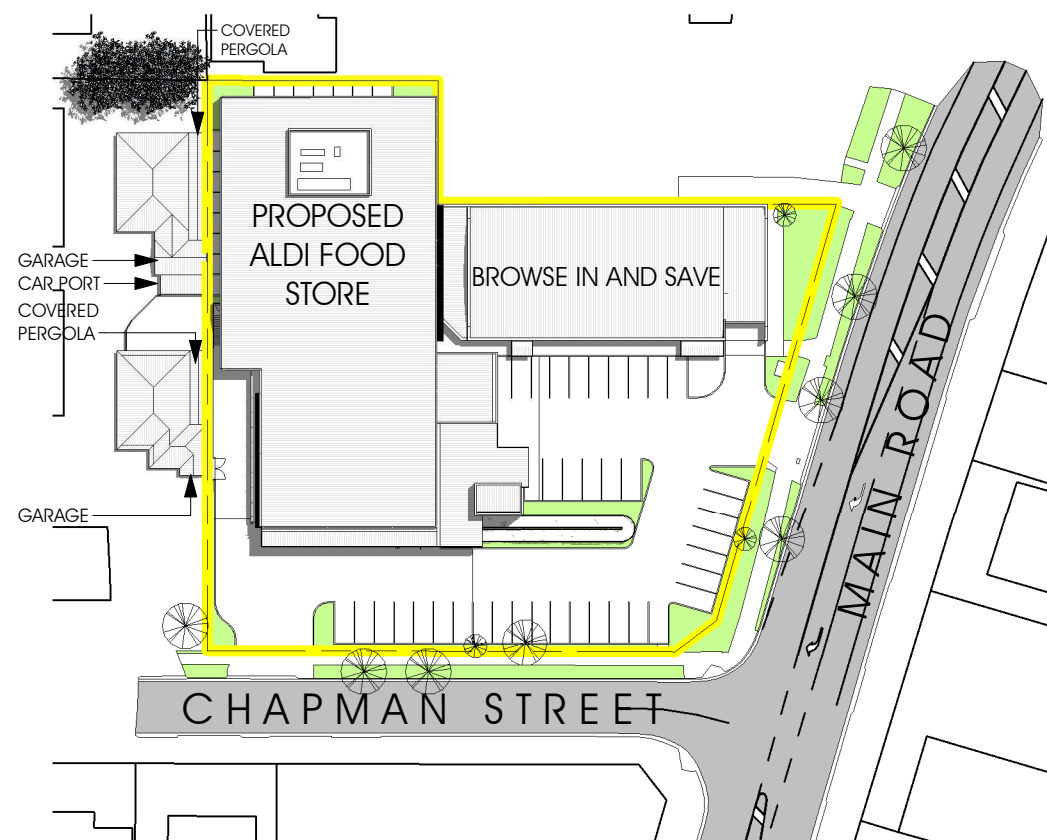 COVERED
PERGOLA
PROPOSED
ALDI FOOD
STORE
GARAGE
CAR PORT
COVERED
PERGOLA
BROWSE IN AND SAVE
GARAGE
MAIN ROAD
CHAPMAN STREET